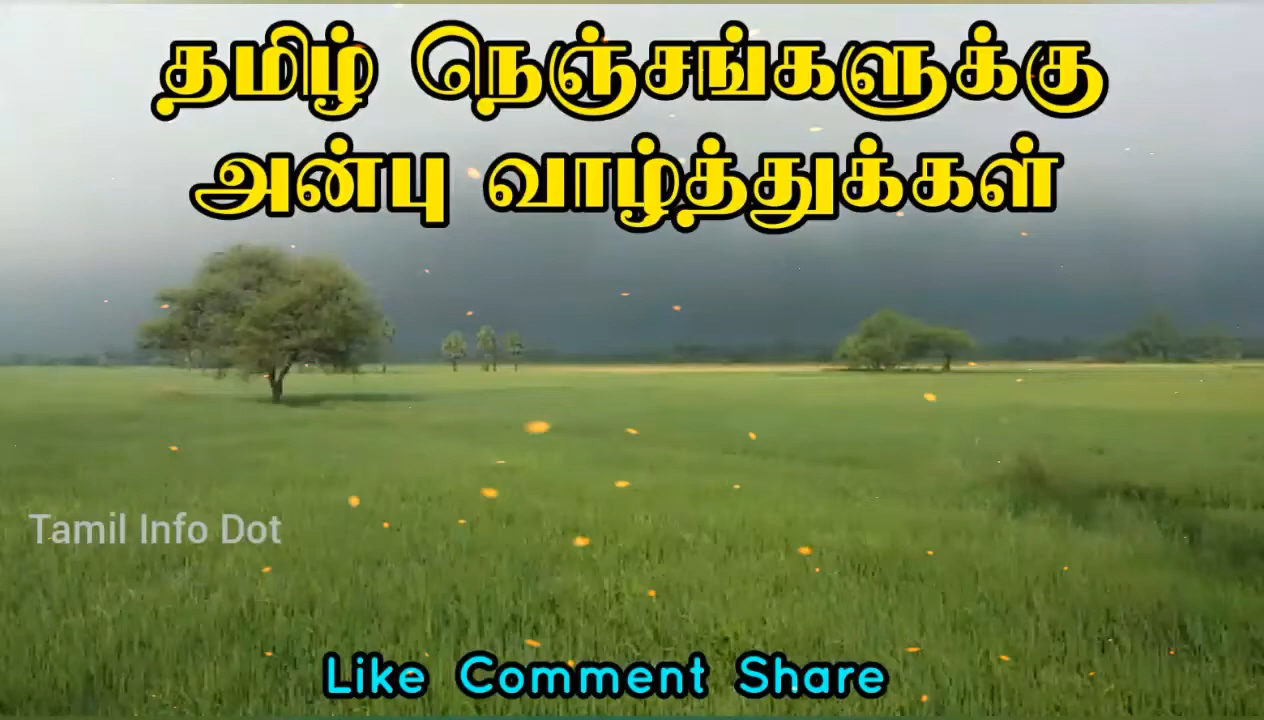 தமிழ் நெஞ்சங்களுக்கு
அன்பு வாழ்த்துக்கள்
Tamil Info Dot
Like Comment Share